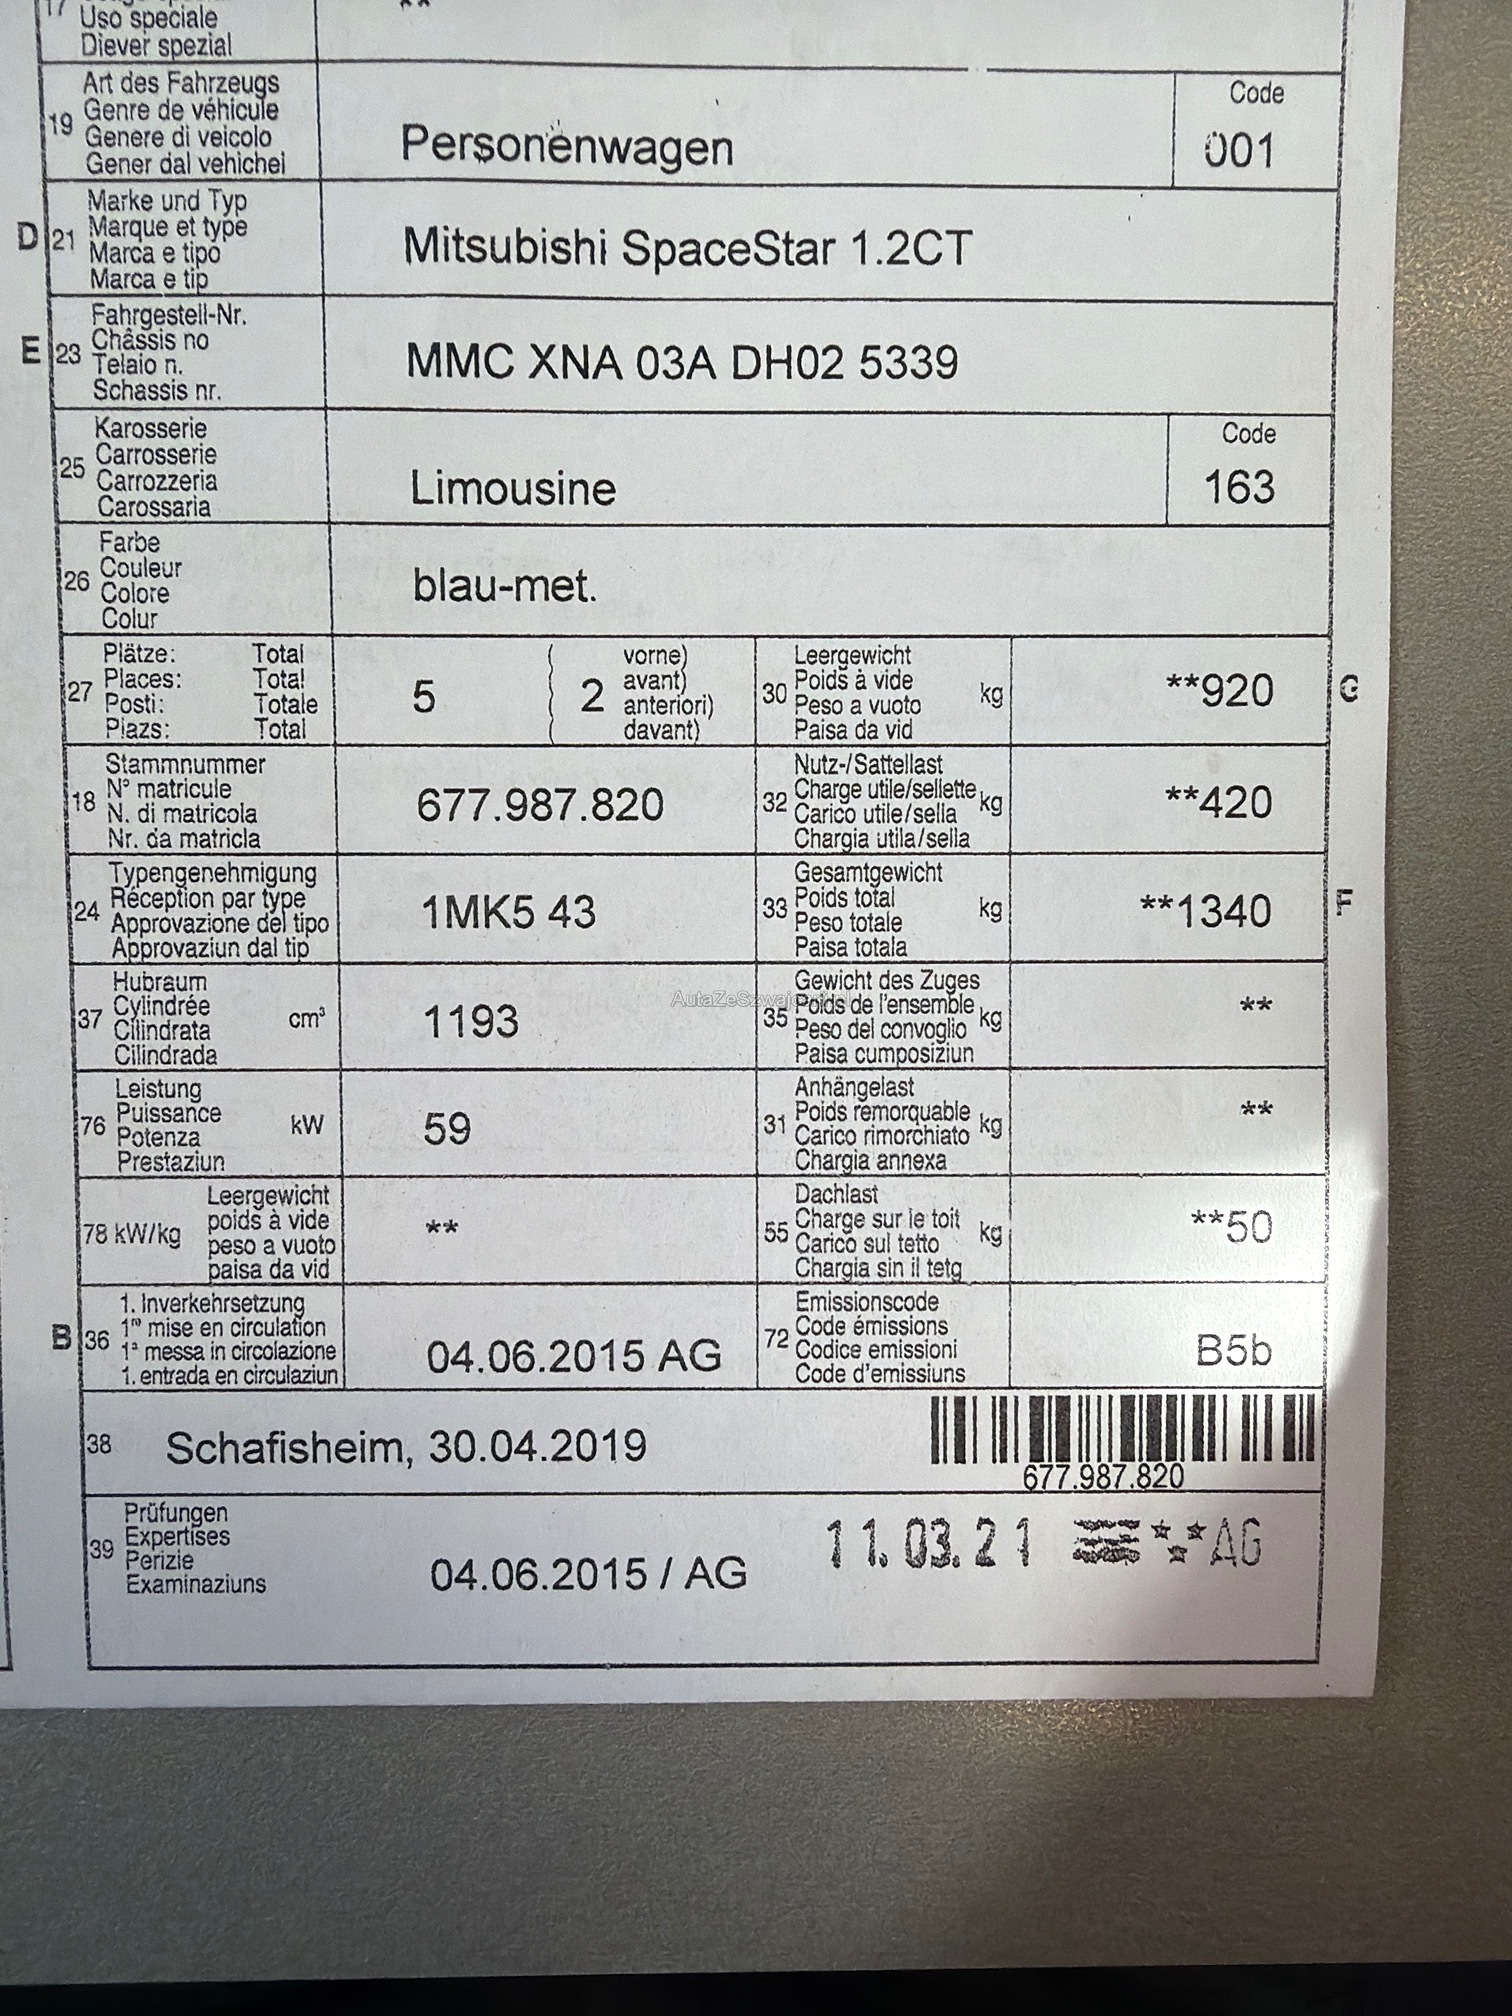 17
Uso speciale
Diever spezial
**
19
Art des Fahrzeugs
Genre de véhicule
Genere di veicolo
Gener dal vehichel
Personenwagen
Code
001
D 21
Marke und Typ
Marque et type
Marca e tipo
Marca e tip
Mitsubishi SpaceStar 1.2CT
E 23
Fahrgestell-Nr.
Châssis no
Telaio n.
Schassis nr.
MMC XNA 03A DH02 5339
25
Karosserie
Carrosserie
Carrozzeria
Carossaria
Limousine
Code
163
26
Farbe
Couleur
Colore
Colur
blau-met.
27
Plätze: Total
Places: Total
Posti: Totale
Plazs: Total
5
2
vorne)
avant)
anteriori)
davant)
30
Leergewicht
Poids à vide
Peso a vuoto
Paisa da vid
kg
**920
G
18
Stammnummer
N° matricule
N. di matricola
Nr. da matricla
677.987.820
32
Nutz-/Sattellast
Charge utile/sellette
Carico utile/sella
Chargia utila/sella
kg
**420
24
Typengenehmigung
Réception par type
Approvazione del tipo
Approvaziun dal tip
1MK5 43
33
Gesamtgewicht
Poids total
Peso totale
Paisa totala
kg
**1340
F
37
Hubraum
Cylindrée
Cilindrata
Cilindrada
cm³
1193
35
Gewicht des Zuges
Poids de l'ensemble
Peso del convoglio
Paisa cumposiziun
kg
**
76
Leistung
Puissance
Potenza
Prestaziun
kW
59
31
Anhängelast
Poids remorquable
Carico rimorchiato
Chargia annexa
kg
**
78 kW/kg
Leergewicht
poids à vide
peso a vuoto
paisa da vid
**
55
Dachlast
Charge sur le toit
Carico sul tetto
Chargia sin il tetg
kg
**50
B 36
1. Inverkehrsetzung
1re mise en circulation
1a messa in circolazione
1. entrada en circulaziun
04.06.2015 AG
72
Emissionscode
Code émissions
Codice emissioni
Code d'emissiuns
B5b
38
Schafisheim, 30.04.2019
677.987.820
39
Prüfungen
Expertises
Perizie
Examinaziuns
04.06.2015 / AG
11.03.21
**AG